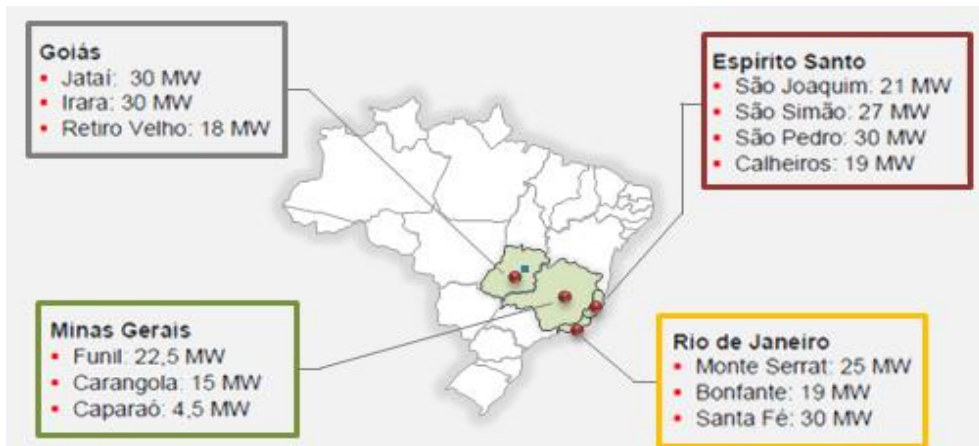 Goiás
Jataí: 30 MW
Irara: 30 MW
Retiro Velho: 18 MW
Espírito Santo
São Joaquim: 21 MW
São Simão: 27 MW
São Pedro: 30 MW
Calheiros: 19 MW
Minas Gerais
Funil: 22,5 MW
Carangola: 15 MW
Caparaó: 4,5 MW
Rio de Janeiro
Monte Serrat: 25 MW
Bonfante: 19 MW
Santa Fé: 30 MW